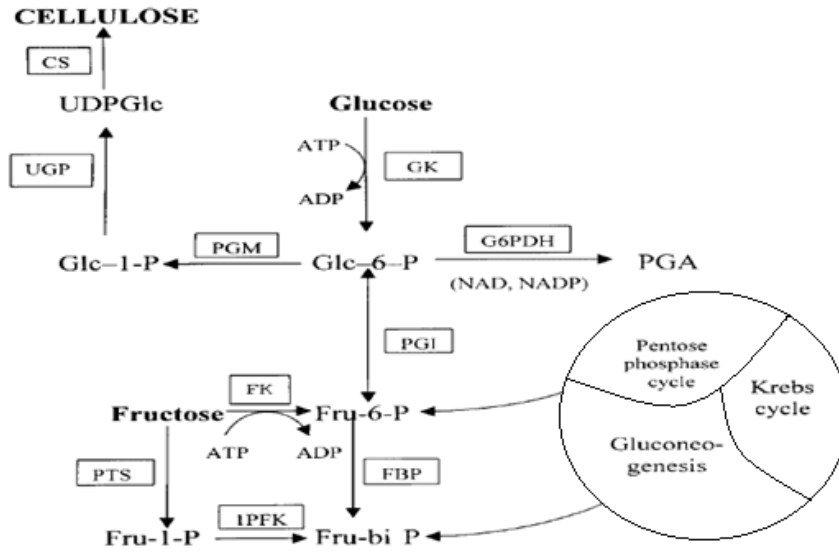 CELLULOSE
CS
UDPGlc
Glucose
ATP
UGP
GK
ADP
PGM
G6PDH
Glc-1-P
Glc-6-P
PGA
(NAD, NADP)
PGI
Pentose
phosphase
cycle
Krebs
cycle
FK
Fructose
Fru-6-P
Gluconeo-
genesis
ATP
ADP
PTS
FBP
1PFK
Fru-1-P
Fru-bi P